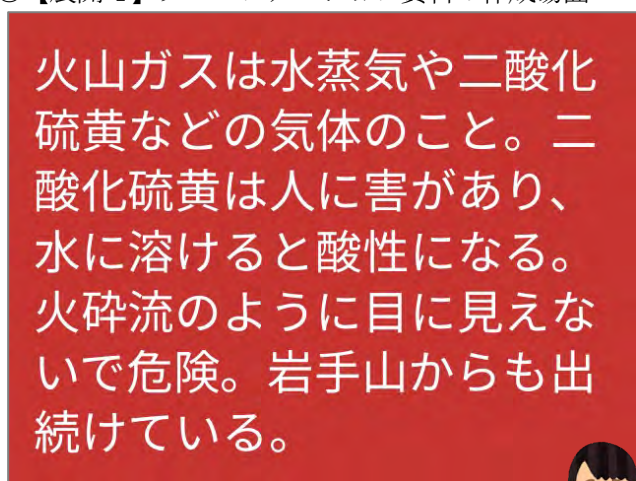 【展開
火山ガスは水蒸気や二酸化
硫黄などの気体のこと。二
酸化硫黄は人に害があり、
水に溶けると酸性になる。
火砕流のように目に見えな
いで危険。岩手山からも出
続けている。